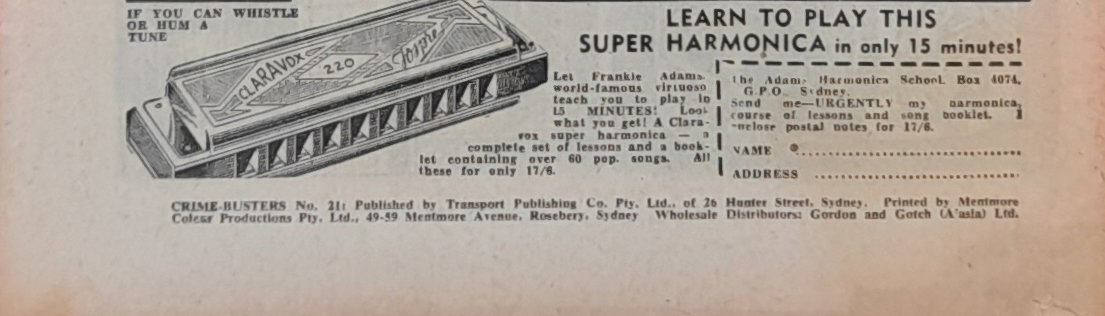 IF YOU CAN WHISTLE
OR HUM A
TUNE
CLARAVOX
220
LEARN TO PLAY THIS
SUPER HARMONICA in only 15 minutes!
Let Frankie Adams,
world-famous virtuoso
teach you to play in
15 MINUTES! Look
what you get! A Clara-
vox super harmonica — a
complete set of lessons and a book-
let containing over 60 pop. songs. All
these for only 17/6.
The Adams Harmonica School, Box 4074,
G.P.O. Sydney.
Send me—URGENTLY my harmonica,
course of lessons and song booklet. I
enclose postal notes for 17/6.
NAME
ADDRESS
CRIME-BUSTERS No. 21: Published by Transport Publishing Co. Pty. Ltd., of 26 Hunter Street, Sydney. Printed by Mentmore
Productions Pty. Ltd., 49-59 Mentmore Avenue, Rosebery, Sydney Wholesale Distributors: Gordon and Gotch (A'asia) Ltd.